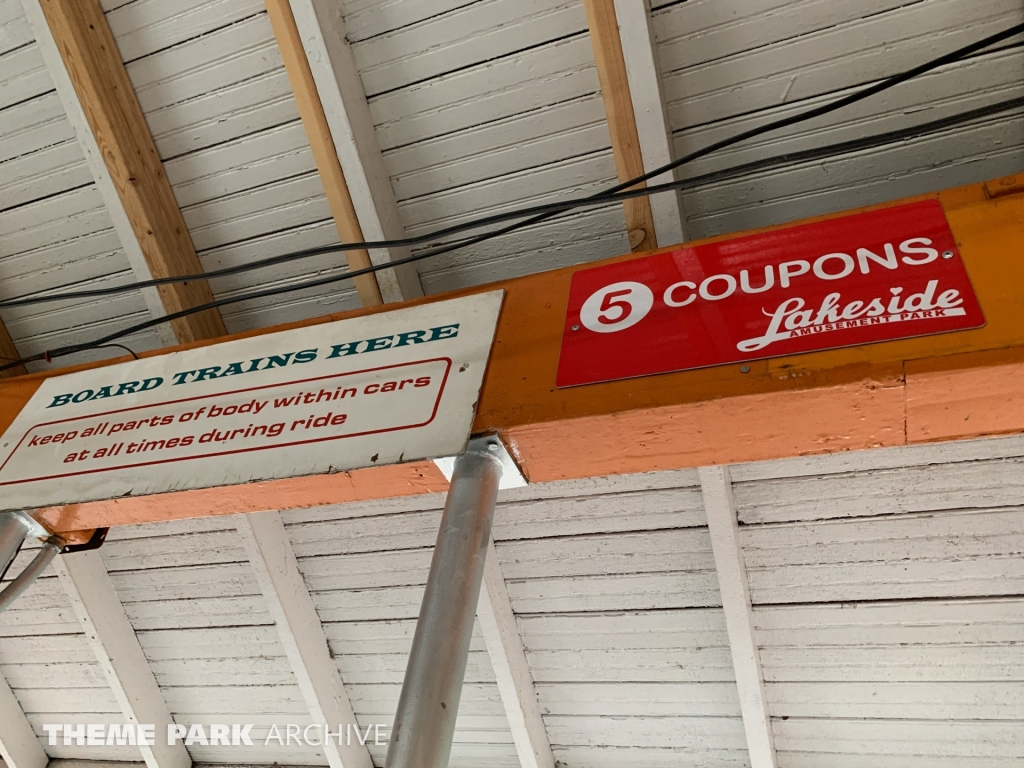 BOARD TRAINS HERE
keep all parts of body within cars
at all times during ride
5 COUPONS
Lakeside
AMUSEMENT PARK
THEME PARK ARCHIVE